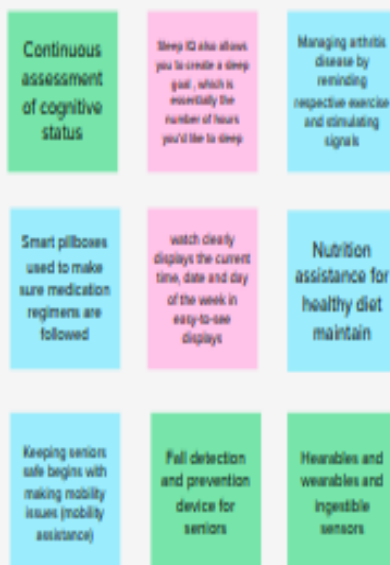 Continuous
assessment
of cognitive
status
Sleep IQ also allows
you to create a sleep
goal , which is
essentially the
number of hours
you'd like to sleep
Managing arthitis
disease by
reminding
respective exercise
and stimulating
signals
Smart pillboxes
used to make
sure medication
regimens are
followed
watch clearly
displays the current
time, date and day
of the week in
easy-to-see
displays
Nutrition
assistance for
healthy diet
maintain
Keeping seniors
safe begins with
making mobility
issues (mobility
assistance)
Fall detection
and prevention
device for
seniors
Hearables and
wearables and
ingestible
sensors